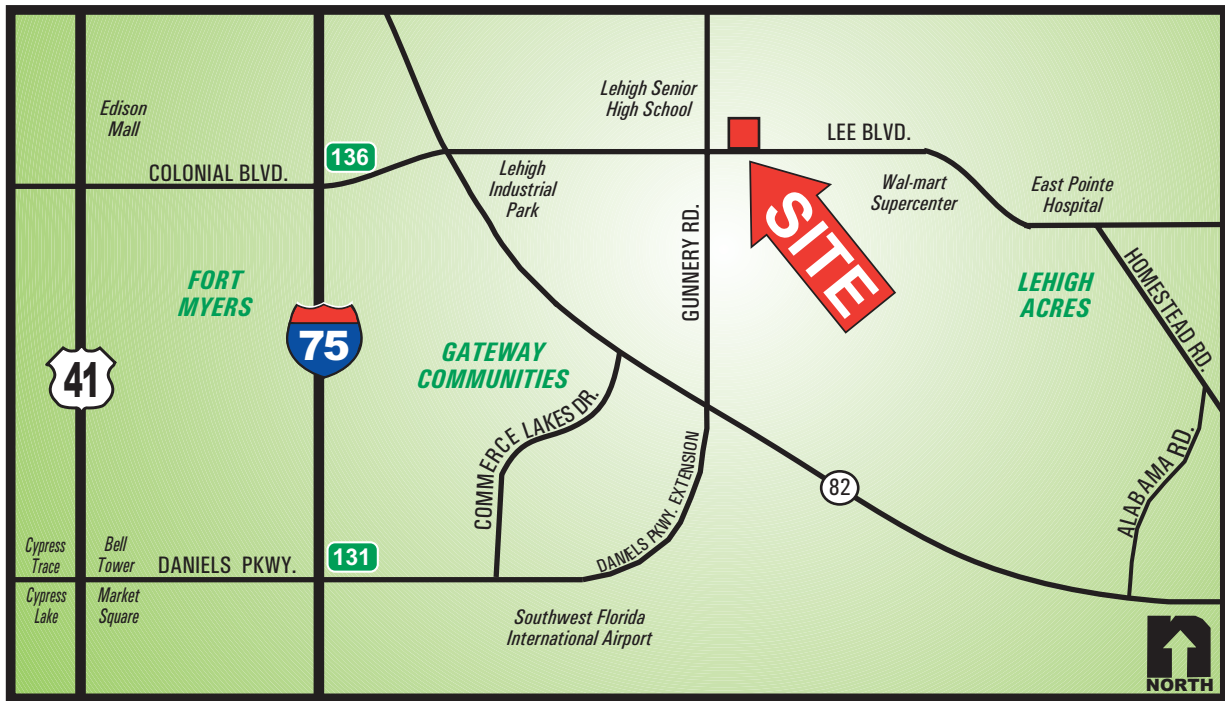 Edison
Mall
Lehigh Senior
High School
136
LEE BLVD.
COLONIAL BLVD.
Lehigh
Industrial
Park
Wal-mart
Supercenter
East Pointe
Hospital
SITE
GUNNERY RD.
HOMESTEAD RD.
FORT
MYERS
LEHIGH
ACRES
75
41
GATEWAY
COMMUNITIES
COMMERCE LAKES DR.
DANIELS PKWY. EXTENSION
82
ALABAMA RD.
Cypress
Trace
Bell
Tower
DANIELS PKWY.
131
Cypress
Lake
Market
Square
Southwest Florida
International Airport
n
NORTH